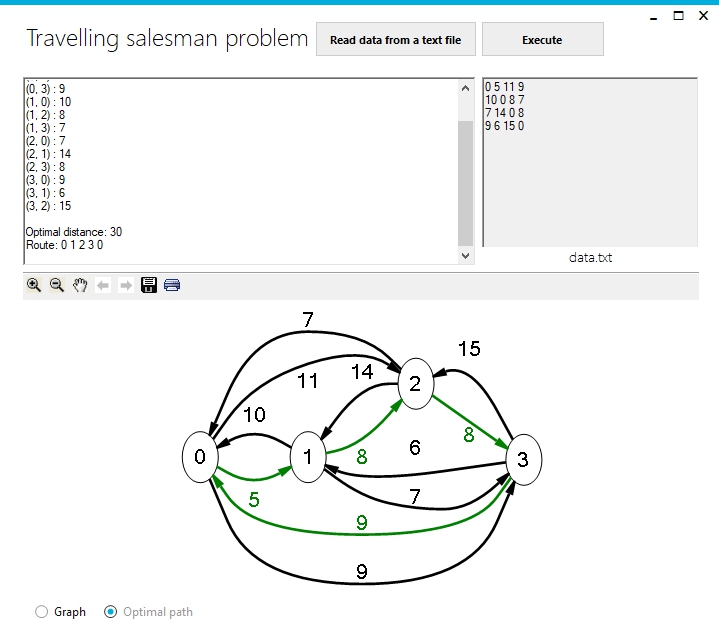 Travelling salesman problem
Read data from a text file
Execute
(0, 3) : 9
(1, 0) : 10
(1, 2) : 8
(1, 3) : 7
(2, 0) : 7
(2, 1) : 14
(2, 3) : 8
(3, 0) : 9
(3, 1) : 6
(3, 2) : 15
Optimal distance: 30
Route: 0 1 2 3 0
0 5 11 9
10 0 8 7
7 14 0 8
9 6 15 0
data.txt
7
15
14
11
2
10
8
6
0
1
8
3
5
7
9
9
Graph
Optimal path